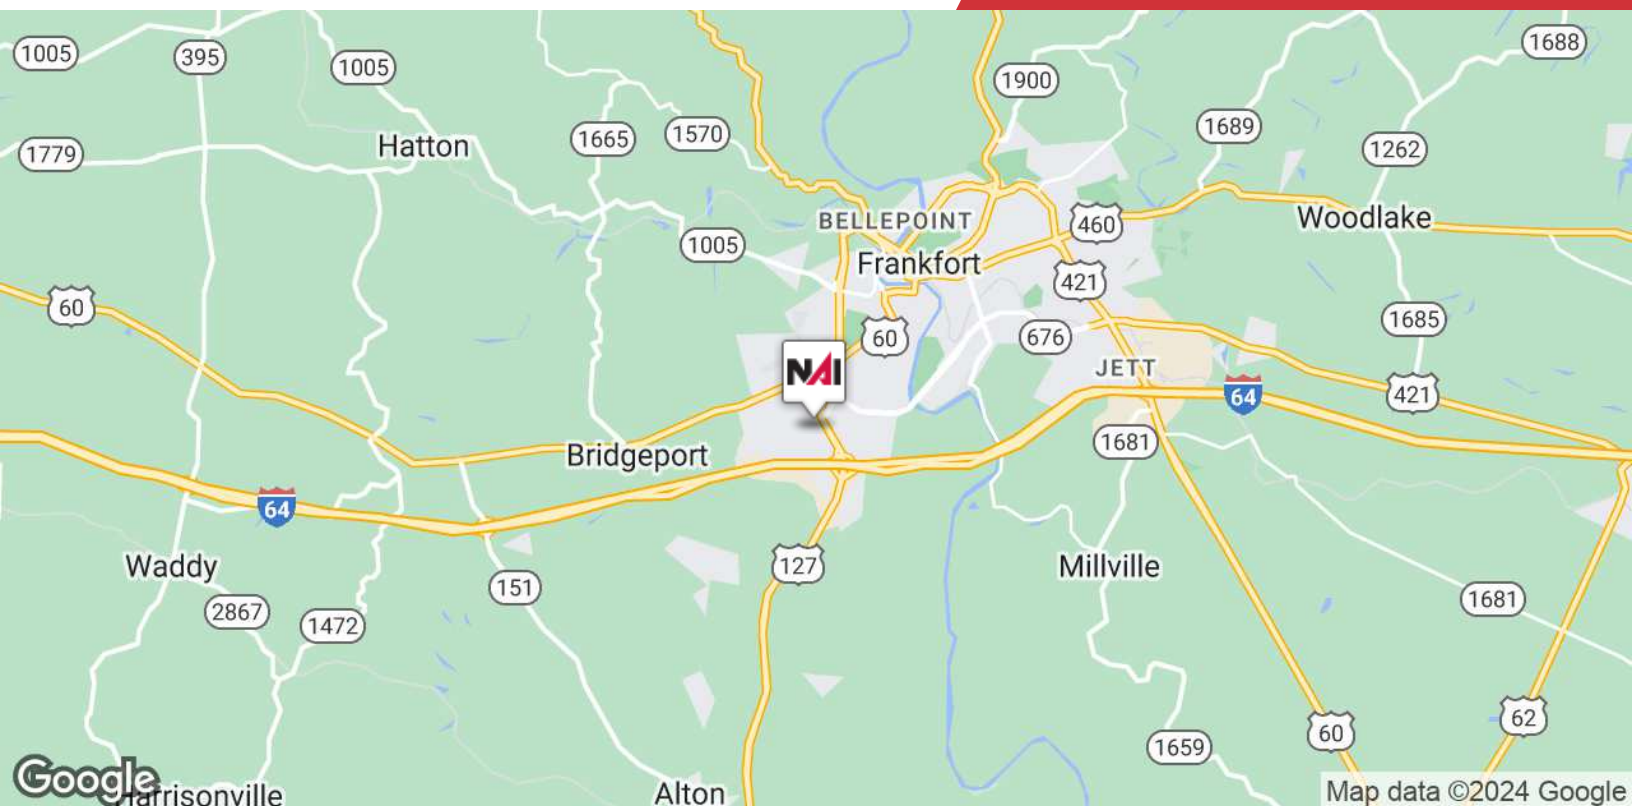 1688
1005
395
1005
1900
1689
1665
1570
Hatton
1262
1779
BELLEPOINT
460
Woodlake
1005
Frankfort
421
60
1685
60
676
NAI
JETT
64
421
1681
Bridgeport
64
Waddy
127
Millville
151
1681
2867
1472
62
60
1659
Google
Harrisonville
Alton
Map data ©2024 Google